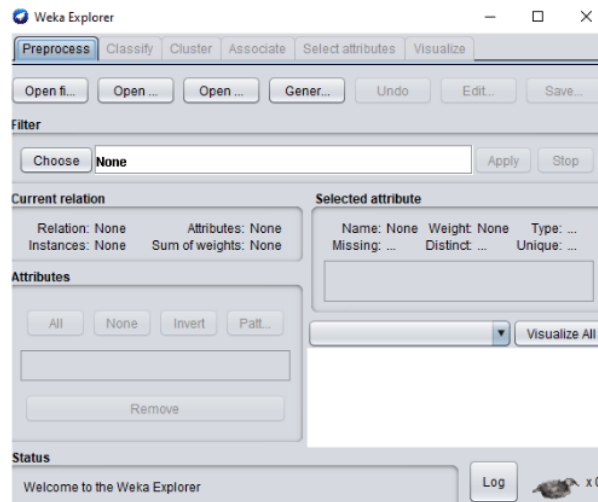 Weka Explorer
Preprocess Classify Cluster Associate Select attributes Visualize
Open fi... Open ... Open ... Gener... Undo Edit... Save...
Filter
Choose None Apply Stop
Current relation
Relation: None Attributes: None
Instances: None Sum of weights: None
Selected attribute
Name: None Weight: None Type: ...
Missing: ... Distinct: ... Unique: ...
Attributes
All None Invert Patt...
Remove
Visualize All
Status
Welcome to the Weka Explorer
Log
x 0